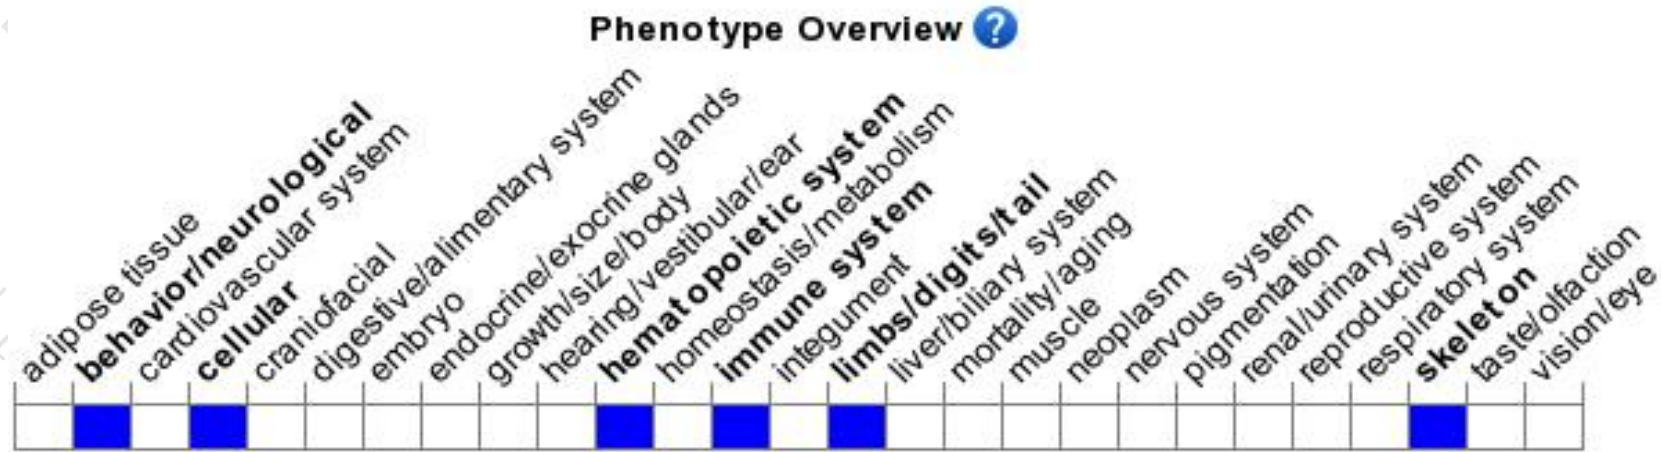 Phenotype Overview ?
adipose tissue
behavior/neurological
cardiovascular system
cellular
craniofacial
digestive/alimentary system
embryo
endocrine/exocrine glands
growth/size/body
hearing/vestibular/ear
hematopoietic system
homeostasis/metabolism
immune system
integument
limbs/digits/tail
liver/biliary system
mortality/aging
muscle
neoplasm
nervous system
pigmentation
renal/urinary system
reproductive system
respiratory system
skeleton
taste/olfaction
vision/eye